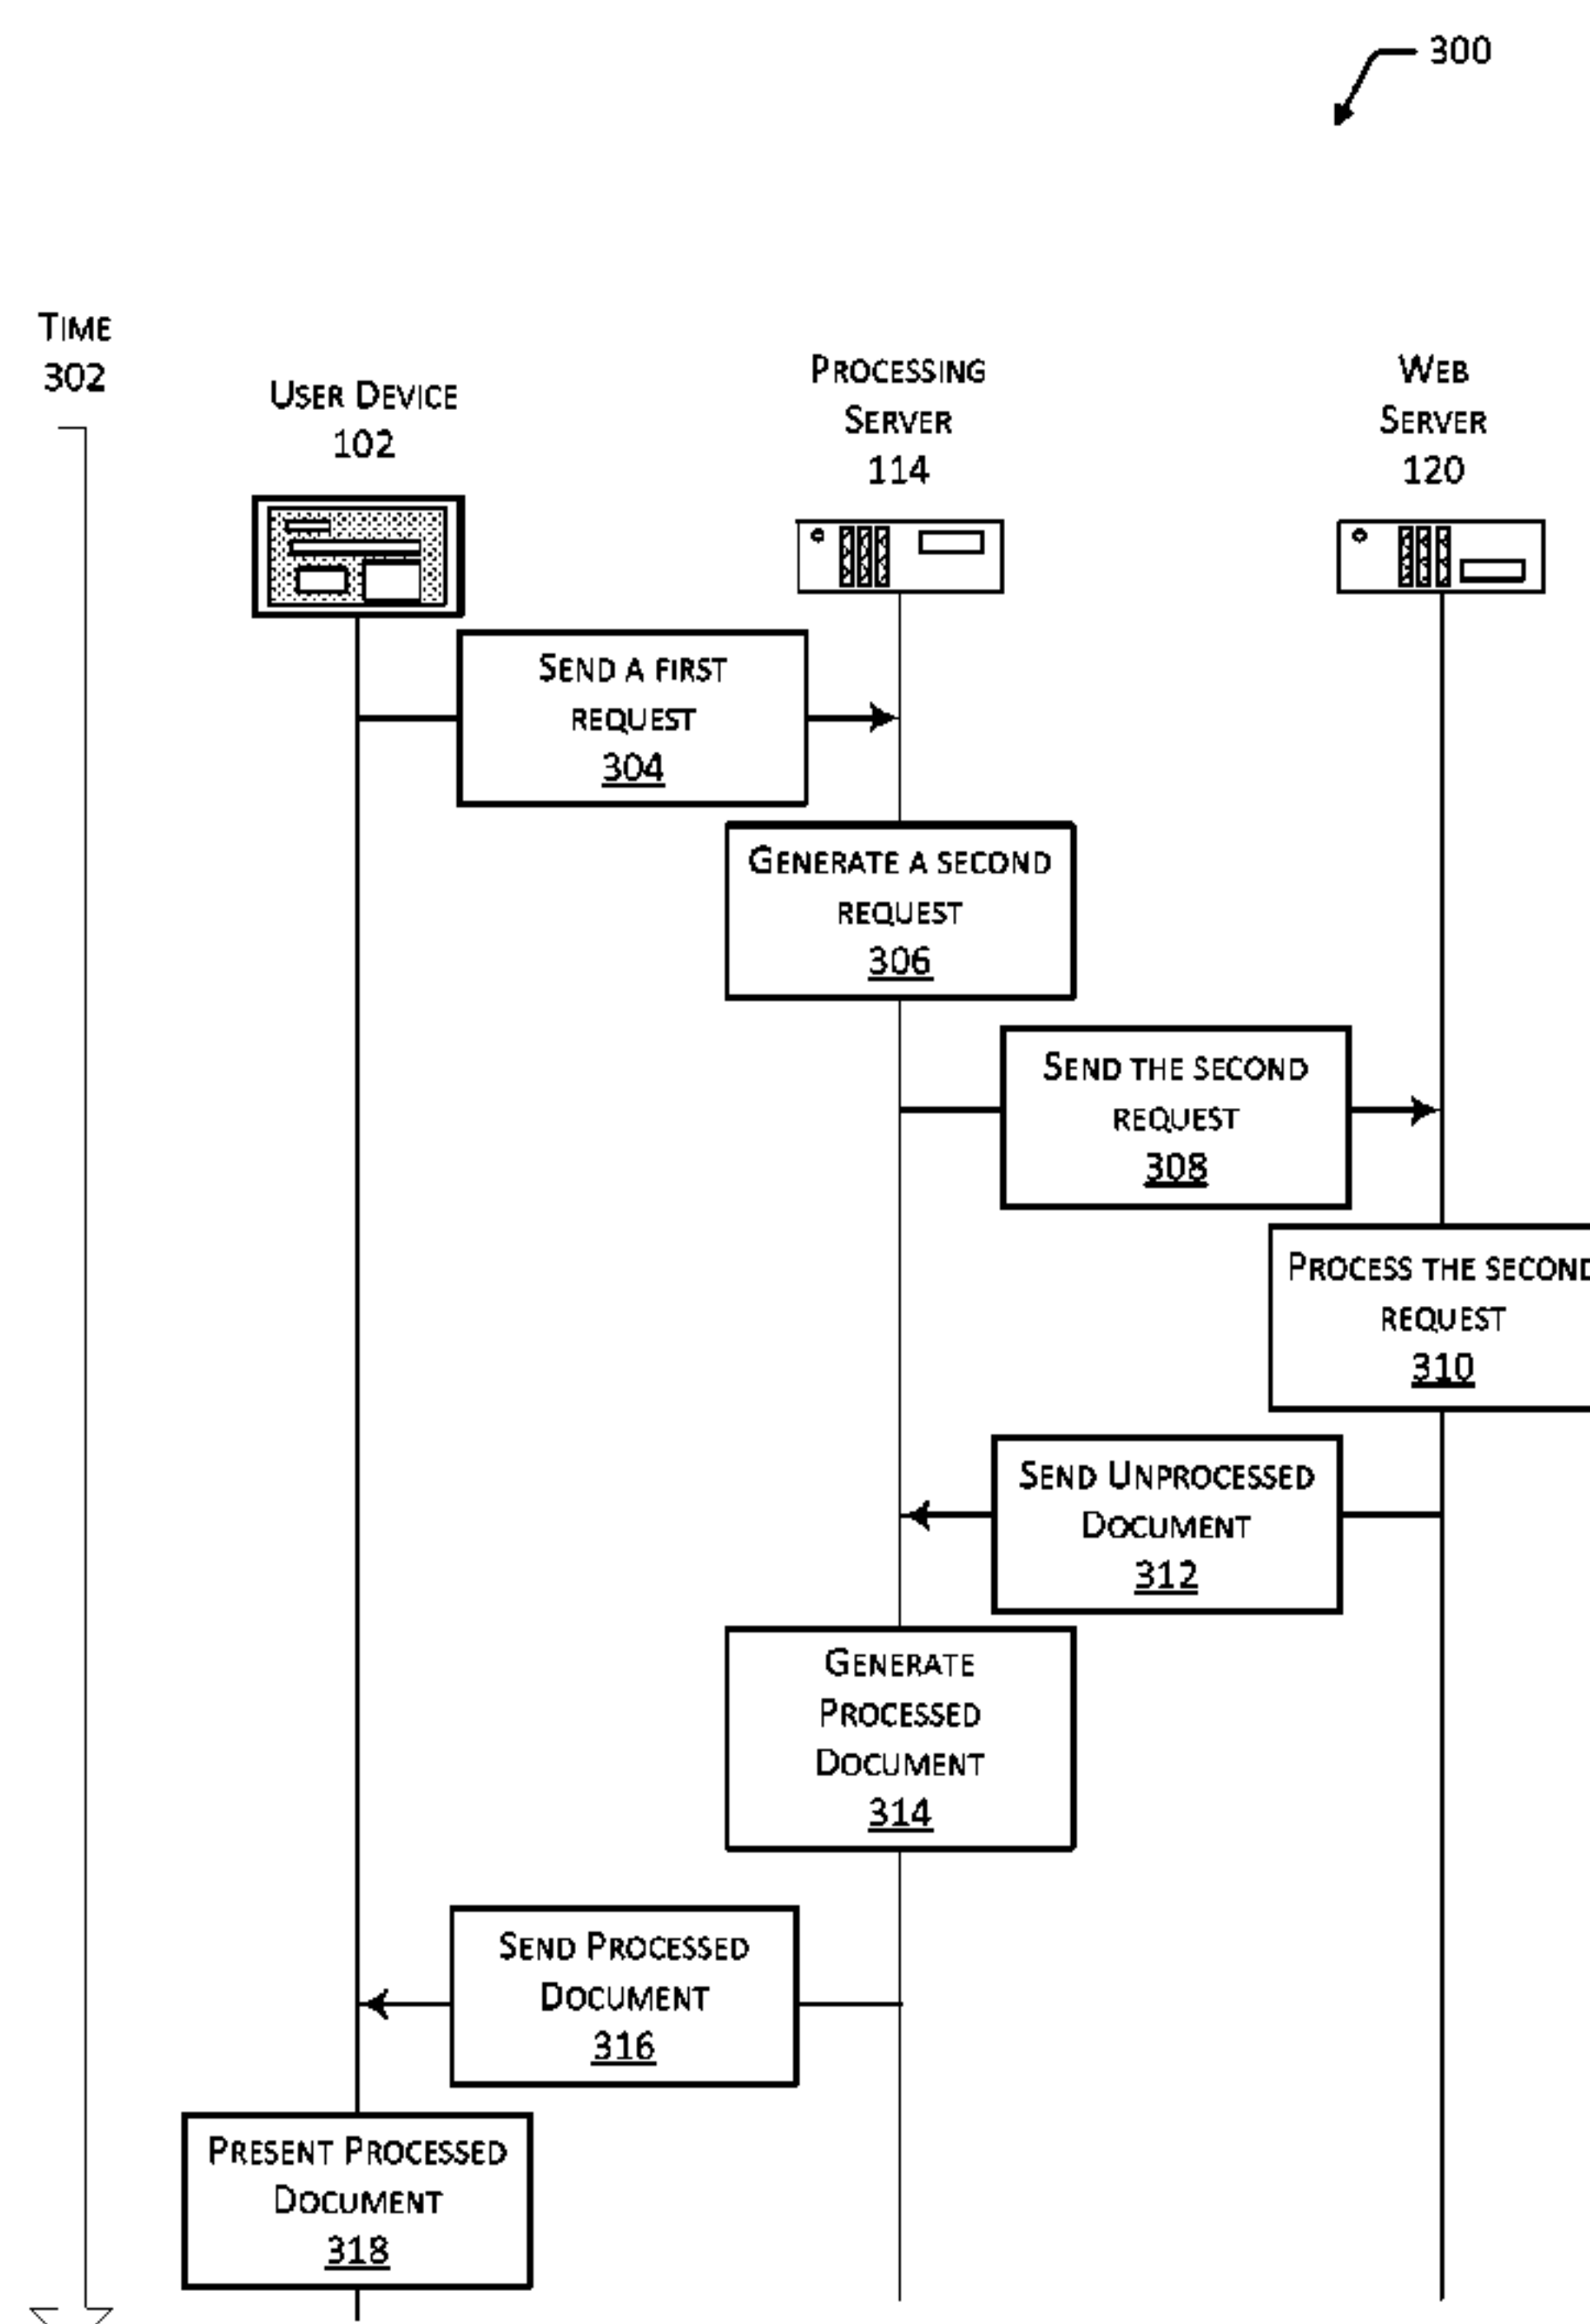 300
TIME
302
USER DEVICE
102
PROCESSING
SERVER
114
WEB
SERVER
120
SEND A FIRST
REQUEST
304
GENERATE A SECOND
REQUEST
306
SEND THE SECOND
REQUEST
308
PROCESS THE SECOND
REQUEST
310
SEND UNPROCESSED
DOCUMENT
312
GENERATE
PROCESSED
DOCUMENT
314
SEND PROCESSED
DOCUMENT
316
PRESENT PROCESSED
DOCUMENT
318